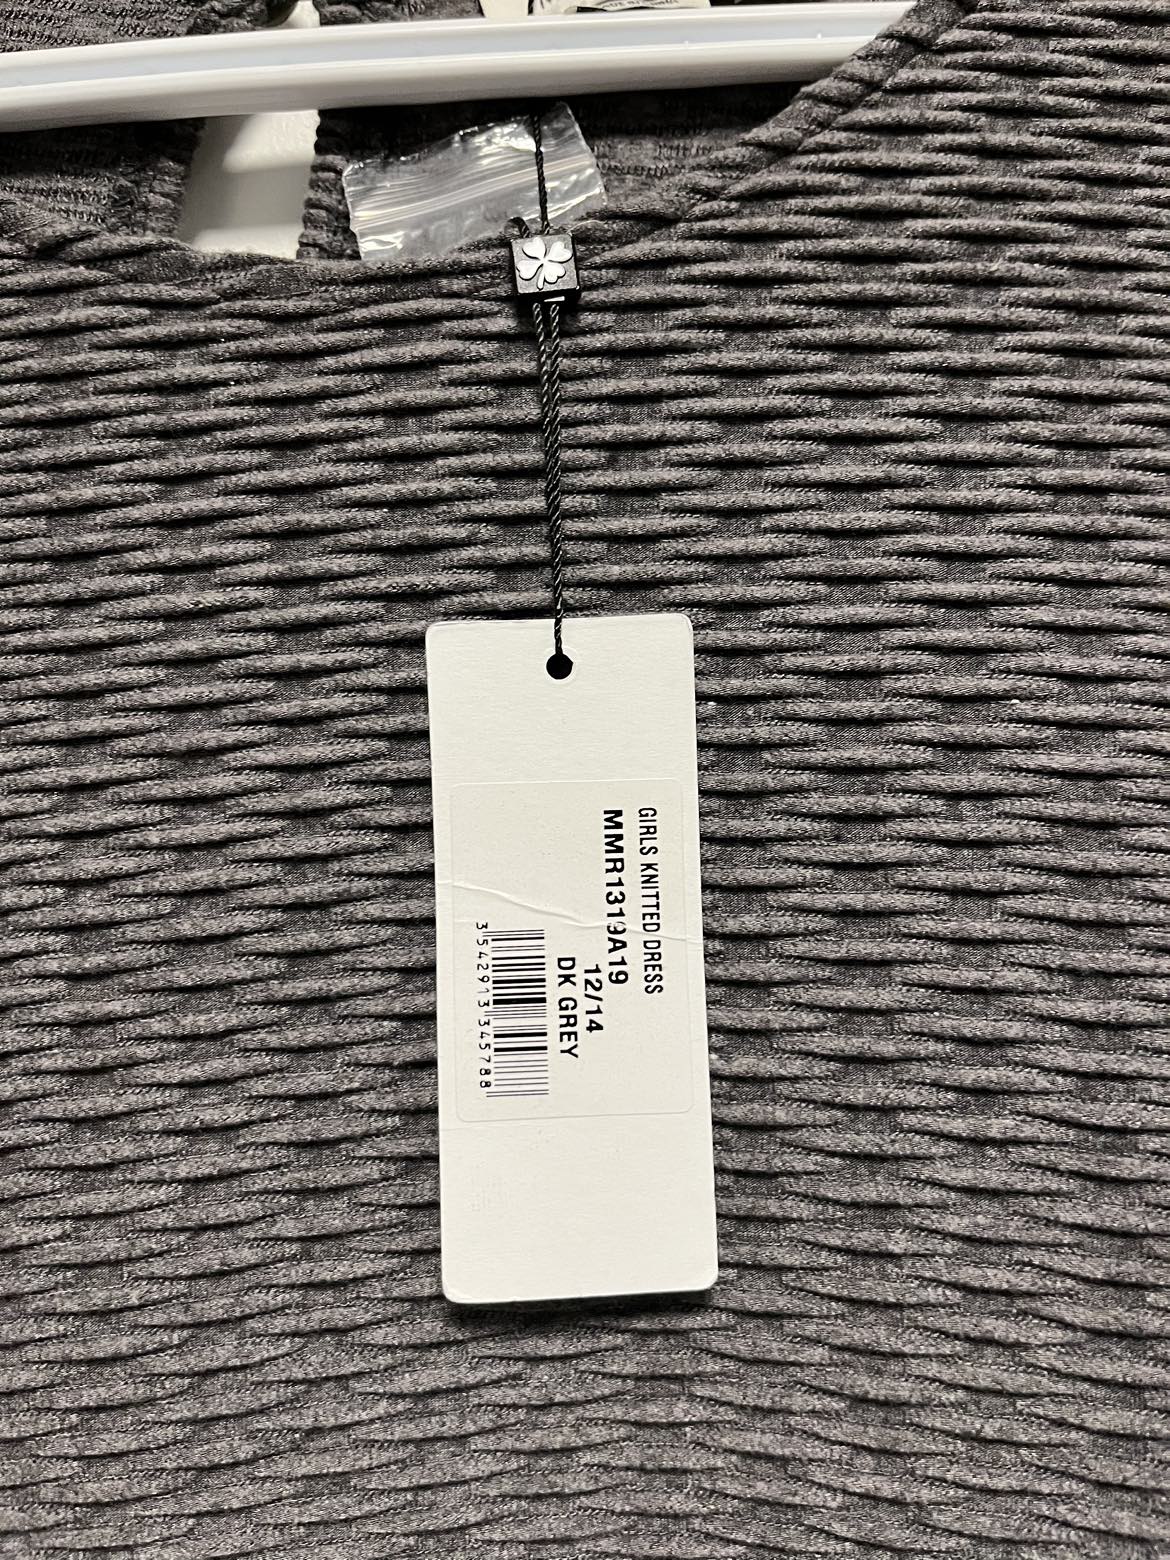 GIRLS KNITTED DRESS
MMR1319A19
12/14
DK GREY
3542913345788